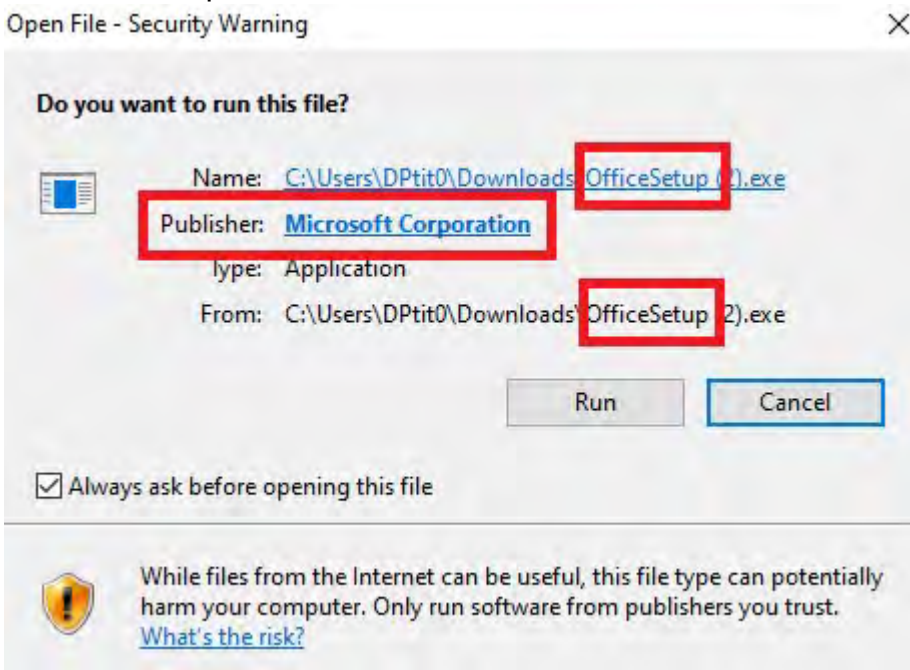 Open File - Security Warning
Do you want to run this file?
Name: C:\Users\DPtit0\Downloads\OfficeSetup (2).exe
Publisher: Microsoft Corporation
Type: Application
From: C:\Users\DPtit0\Downloads\OfficeSetup (2).exe
Run Cancel
Always ask before opening this file
While files from the Internet can be useful, this file type can potentially
harm your computer. Only run software from publishers you trust.
What's the risk?